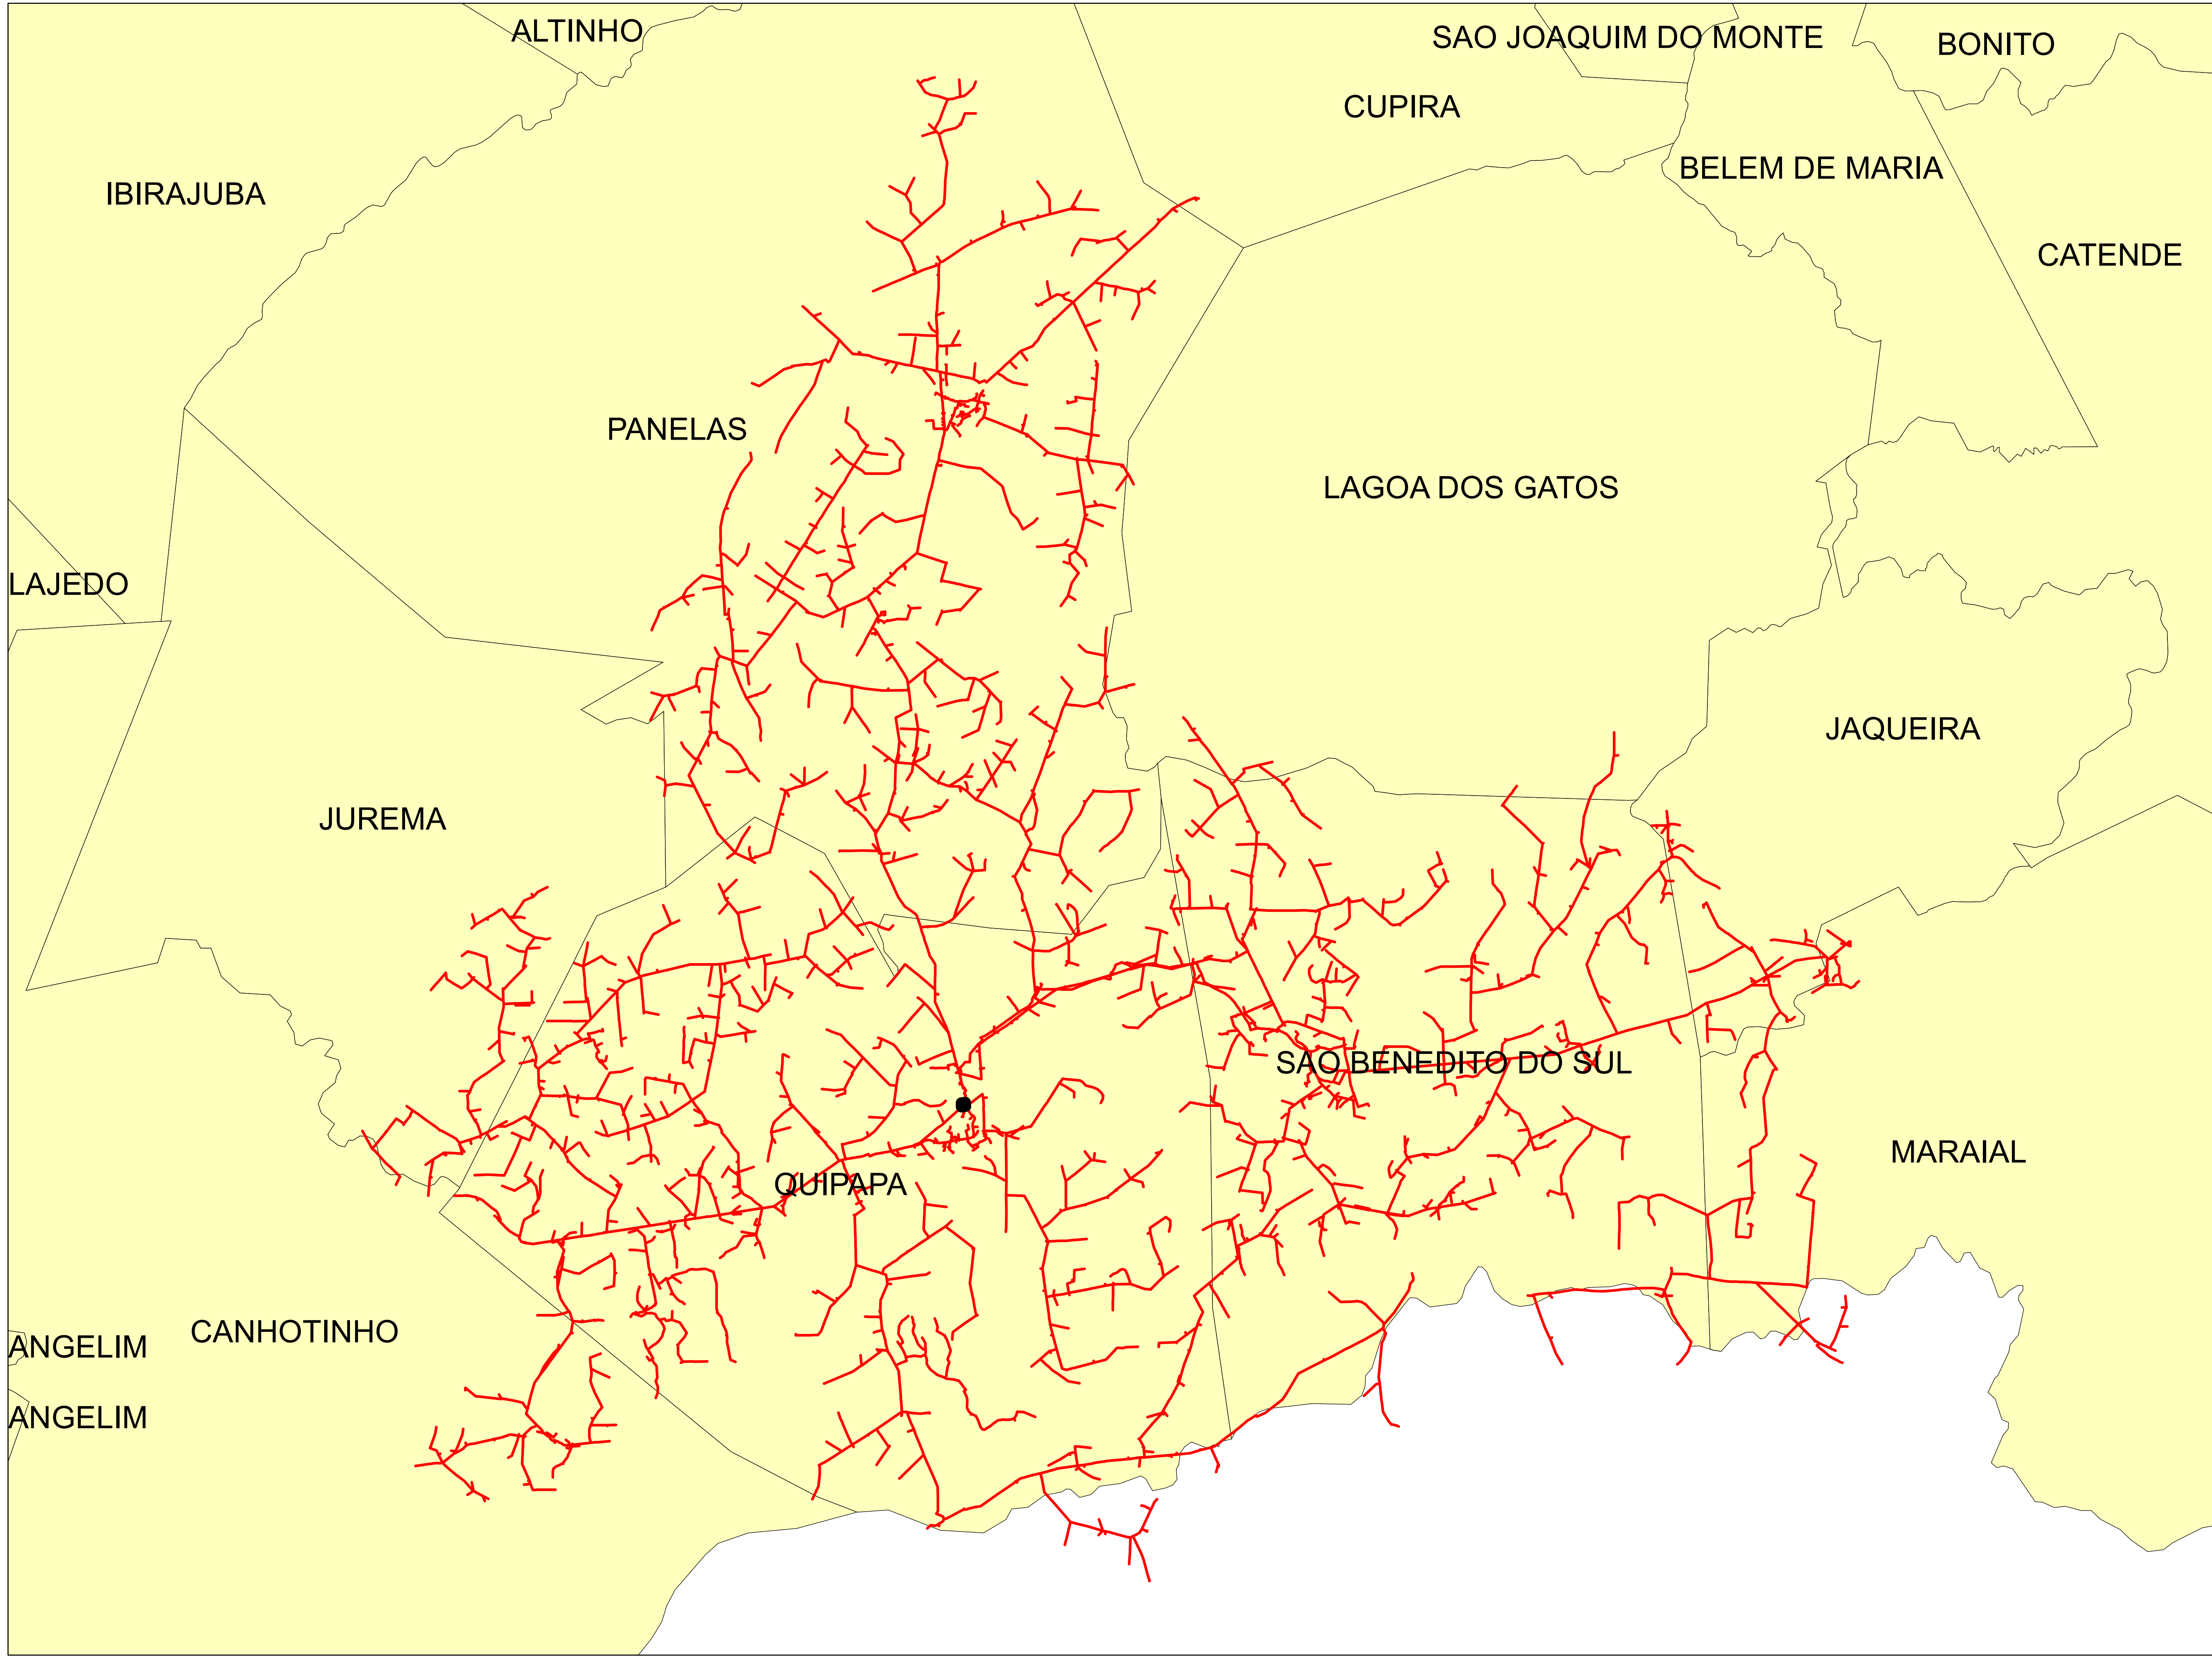 ALTINHO
SAO JOAQUIM DO MONTE
BONITO
CUPIRA
BELEM DE MARIA
IBIRAJUBA
CATENDE
PANELAS
LAGOA DOS GATOS
LAJEDO
JAQUEIRA
JUREMA
SAO BENEDITO DO SUL
MARAIAL
QUIPAPA
CANHOTINHO
ANGELIM
ANGELIM